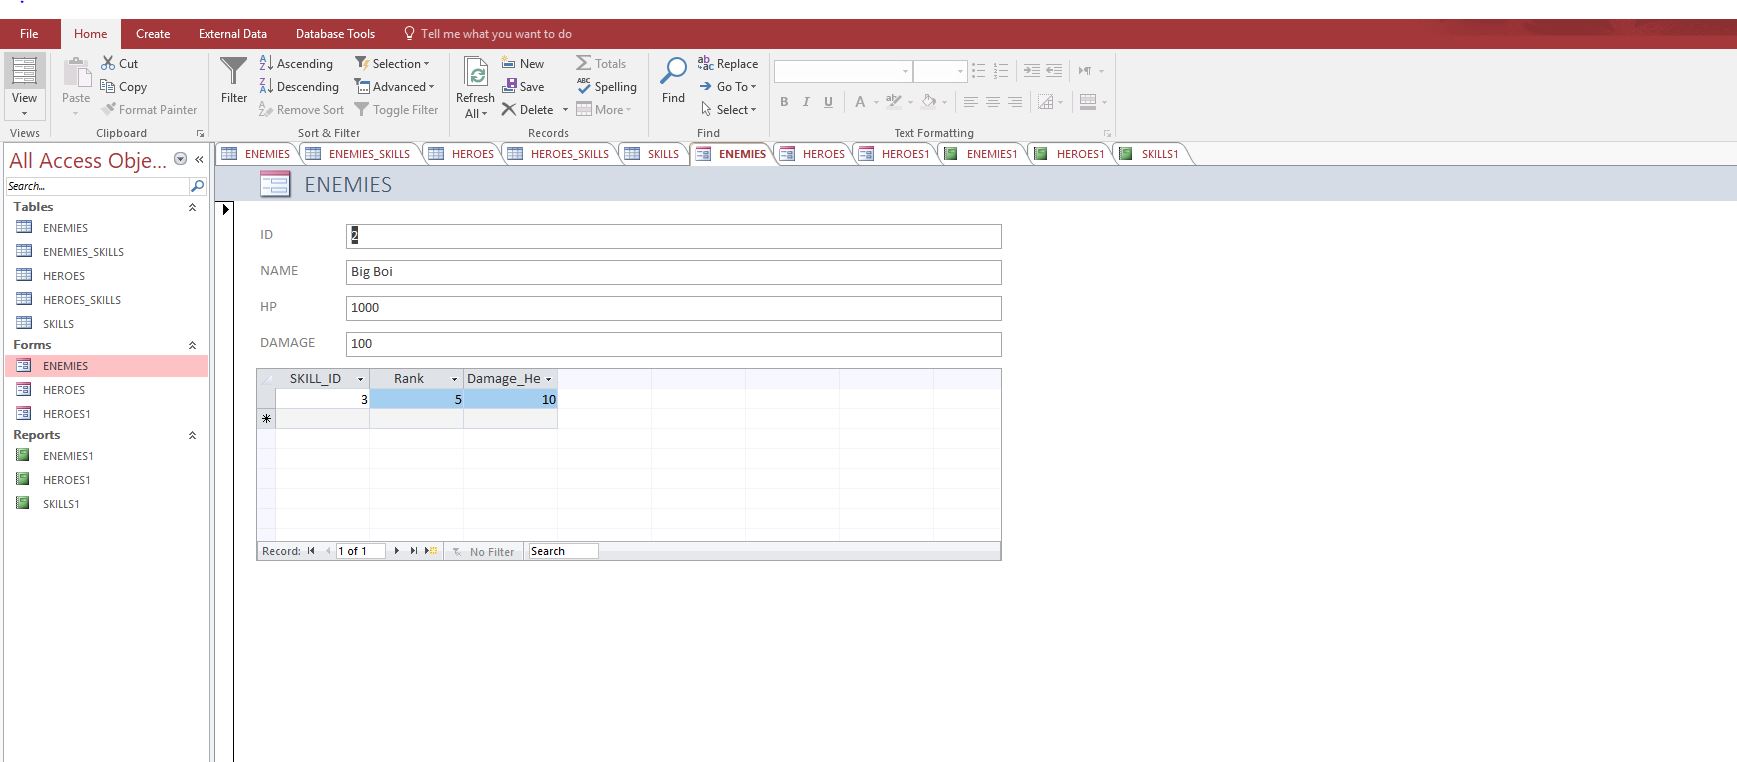 File Home Create External Data Database Tools Tell me what you want to do
View
Views
Paste
Cut
Copy
Format Painter
Clipboard
Filter
Ascending
Descending
Remove Sort
Selection
Advanced
Toggle Filter
Sort & Filter
Refresh
All
New
Save
Delete
Totals
Spelling
More
Records
Find
Replace
Go To
Select
Find
B I U A
Text Formatting
All Access Obje... «
Search...
Tables
ENEMIES
ENEMIES_SKILLS
HEROES
HEROES_SKILLS
SKILLS
Forms
ENEMIES
HEROES
HEROES1
Reports
ENEMIES1
HEROES1
SKILLS1
ENEMIES ENEMIES_SKILLS HEROES HEROES_SKILLS SKILLS ENEMIES HEROES HEROES1 ENEMIES1 HEROES1 SKILLS1
ENEMIES
ID 2
NAME Big Boi
HP 1000
DAMAGE 100
SKILL_ID Rank Damage_He
3 5 10
Record: 1 of 1 No Filter Search